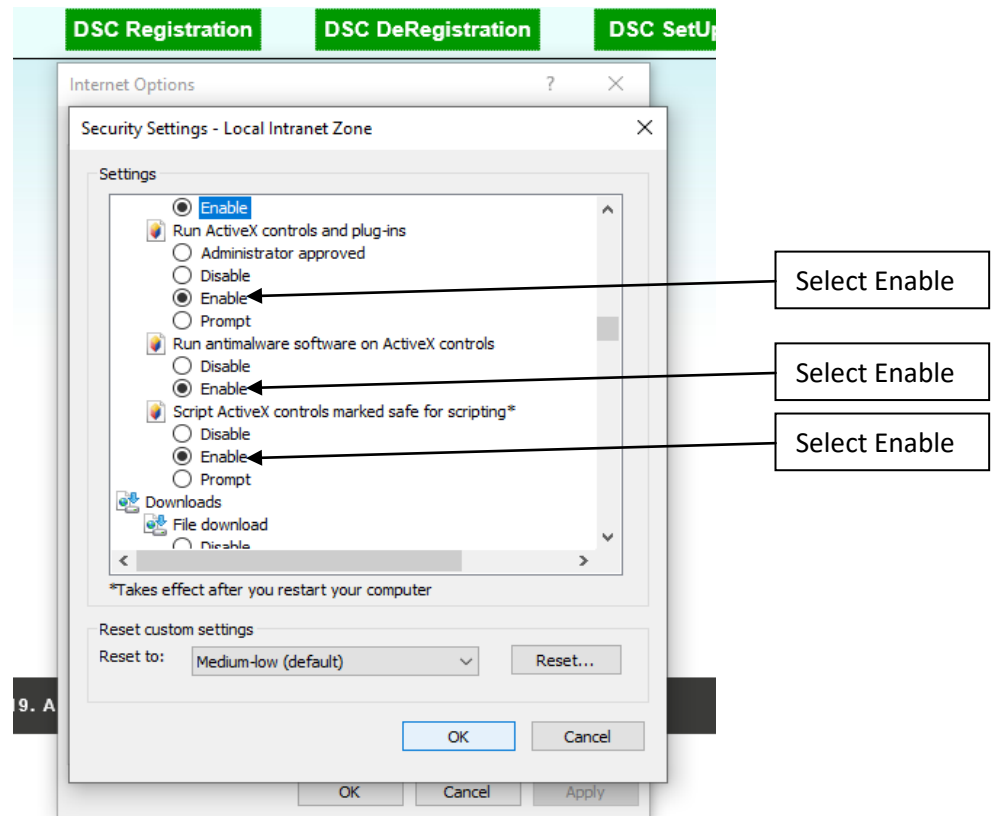 DSC Registration
DSC DeRegistration
DSC SetUp
Internet Options ?
Security Settings - Local Intranet Zone
Settings
Enable
Run ActiveX controls and plug-ins
Administrator approved
Disable
Enable
Prompt
Run antimalware software on ActiveX controls
Disable
Enable
Script ActiveX controls marked safe for scripting*
Disable
Enable
Prompt
Downloads
File download
Disable
*Takes effect after you restart your computer
Reset custom settings
Reset to: Medium-low (default) Reset...
OK Cancel
OK Cancel Apply
19. A
Select Enable
Select Enable
Select Enable